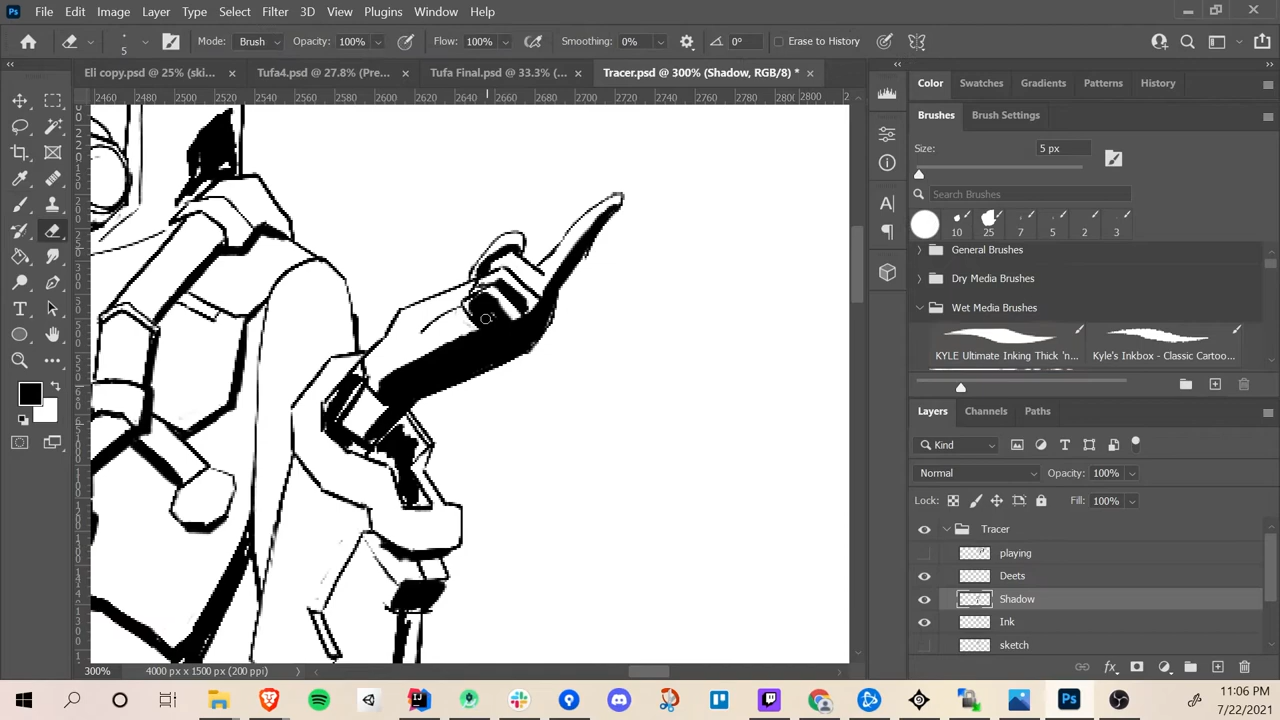 Ps File Edit Image Layer Type Select Filter 3D View Plugins Window Help
5 Mode: Brush Opacity: 100% Flow: 100% Smoothing: 0% 0° Erase to History
Eli copy.psd @ 25% (ski... × Tufa4.psd @ 27.8% (Pre... × Tufa Final.psd @ 33.3% (... × Tracer.psd @ 300% (Shadow, RGB/8) * ×
2460 2480 2500 2520 2540 2560 2580 2600 2620 2640 2660 2680 2700 2720 2740 2760 2780 2800 2820 2840
Color Swatches Gradients Patterns History
Brushes Brush Settings
Size: 5 px
Search Brushes
10 25 7 5 2 3
General Brushes
Dry Media Brushes
Wet Media Brushes
KYLE Ultimate Inking Thick 'n... Kyle's Inkbox - Classic Cartoo...
Layers Channels Paths
Kind
Normal Opacity: 100%
Lock: Fill: 100%
Tracer
playing
Deets
Shadow
Ink
sketch
300% 4000 px x 1500 px (200 ppi)
11:06 PM
7/22/2021